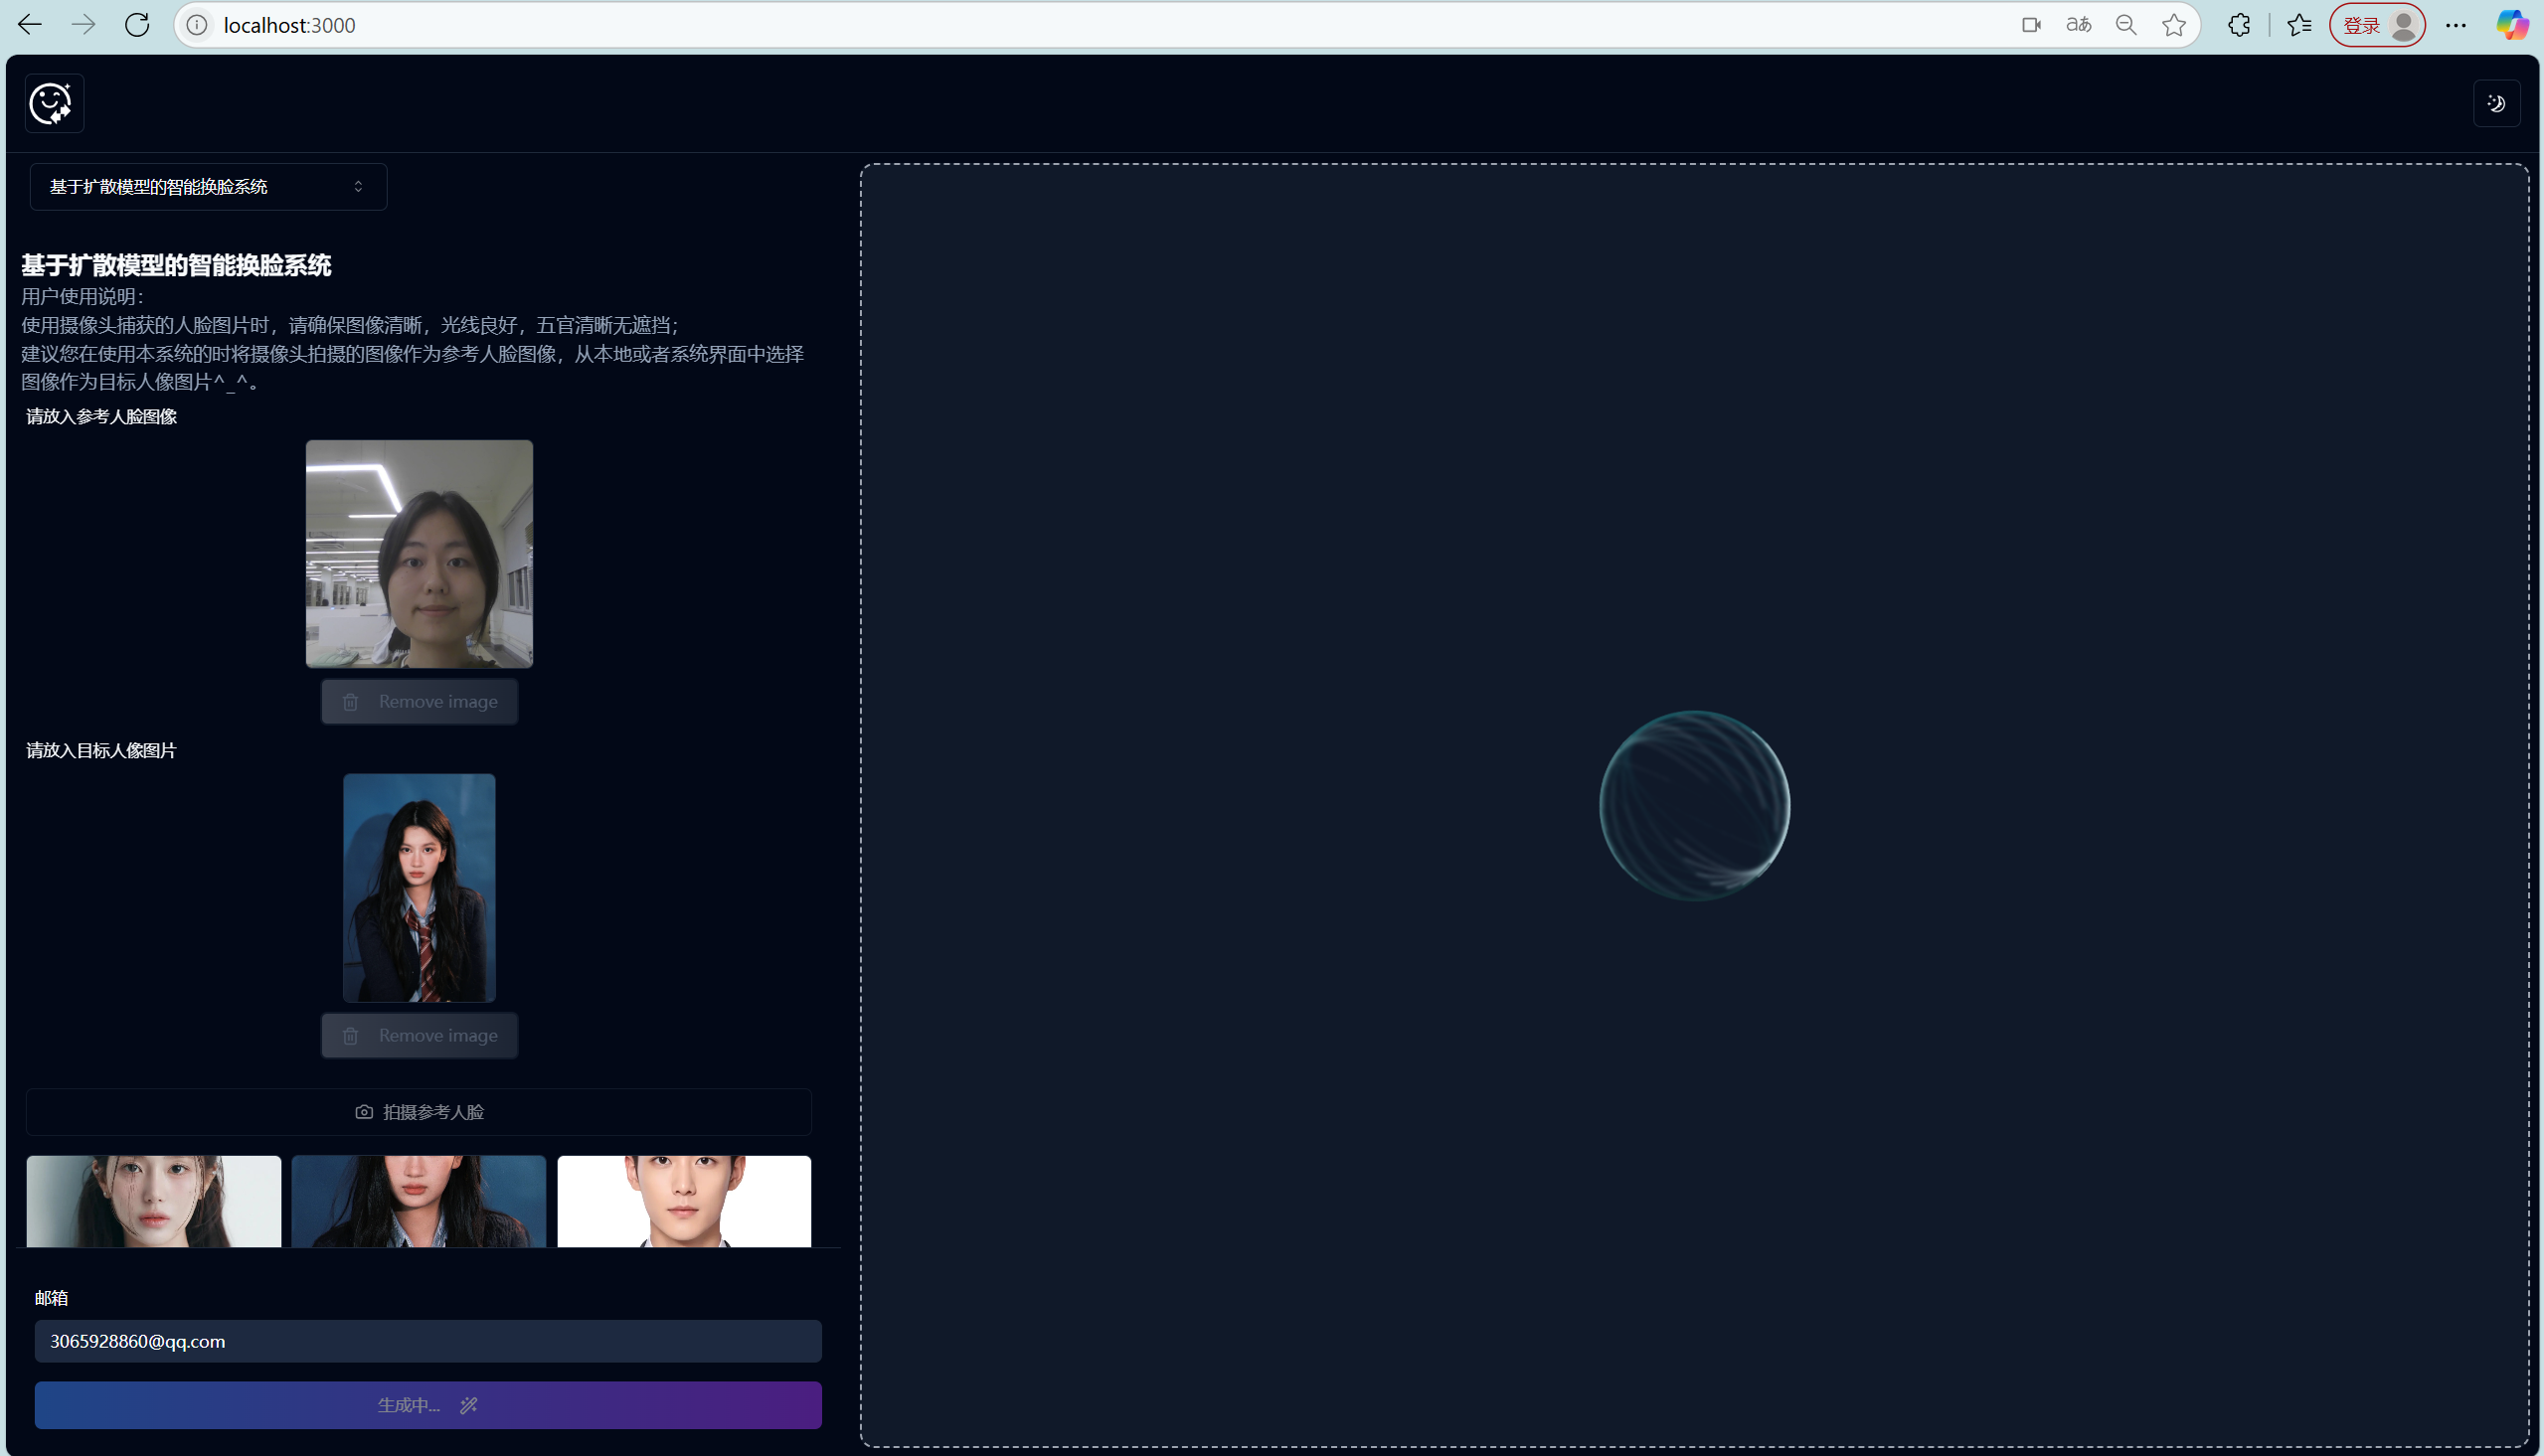 localhost:3000
aあ
登录
基于扩散模型的智能换脸系统
基于扩散模型的智能换脸系统
用户使用说明：
使用摄像头捕获的人脸图片时，请确保图像清晰，光线良好，五官清晰无遮挡；
建议您在使用本系统的时将摄像头拍摄的图像作为参考人脸图像，从本地或者系统界面中选择
图像作为目标人像图片^_^。
请放入参考人脸图像
Remove image
请放入目标人像图片
Remove image
拍摄参考人脸
邮箱
3065928860@qq.com
生成中...